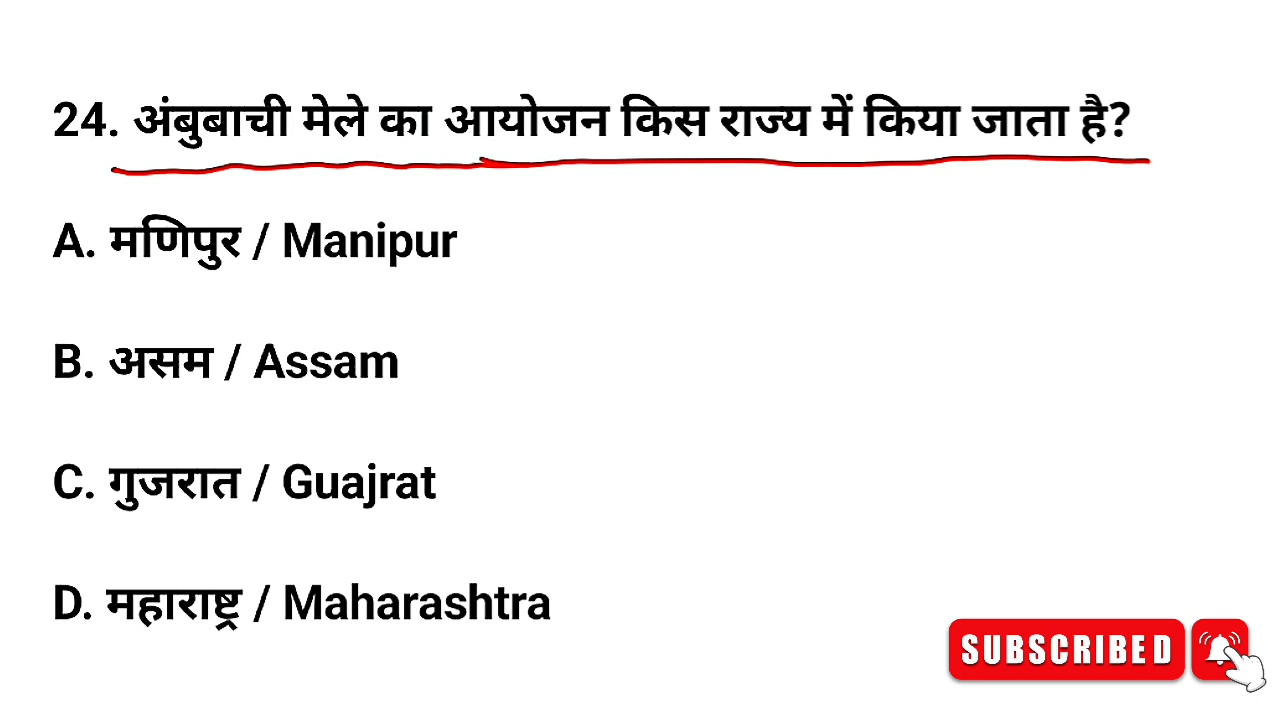 24. अंबुबाची मेले का आयोजन किस राज्य में किया जाता है?
A. मणिपुर / Manipur
B. असम / Assam
C. गुजरात / Guajrat
D. महाराष्ट्र / Maharashtra
SUBSCRIBED